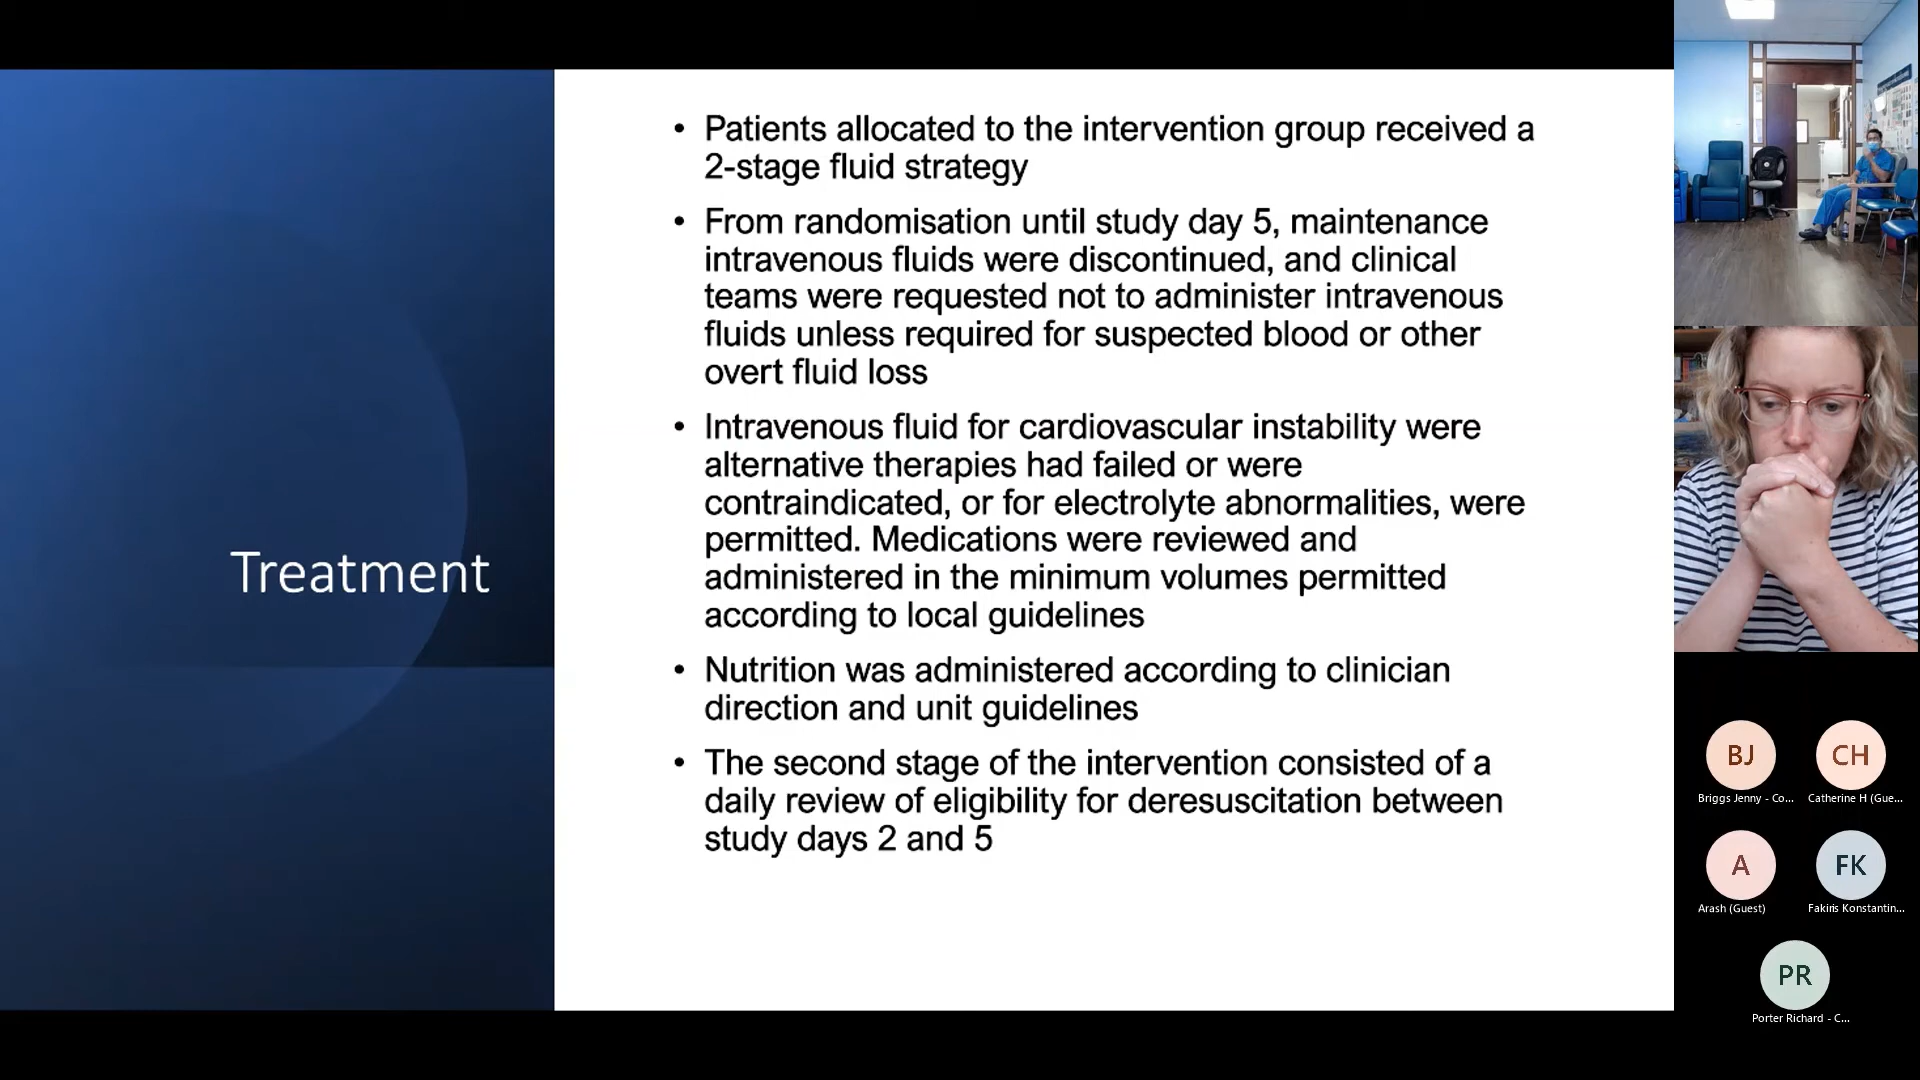 Treatment
• Patients allocated to the intervention group received a
2-stage fluid strategy
• From randomisation until study day 5, maintenance
intravenous fluids were discontinued, and clinical
teams were requested not to administer intravenous
fluids unless required for suspected blood or other
overt fluid loss
• Intravenous fluid for cardiovascular instability were
alternative therapies had failed or were
contraindicated, or for electrolyte abnormalities, were
permitted. Medications were reviewed and
administered in the minimum volumes permitted
according to local guidelines
• Nutrition was administered according to clinician
direction and unit guidelines
• The second stage of the intervention consisted of a
daily review of eligibility for deresuscitation between
study days 2 and 5
BJ
Briggs Jenny - Co...
CH
Catherine H (Gue...
A
Arash (Guest)
FK
Fakiris Konstantin...
PR
Porter Richard - C...